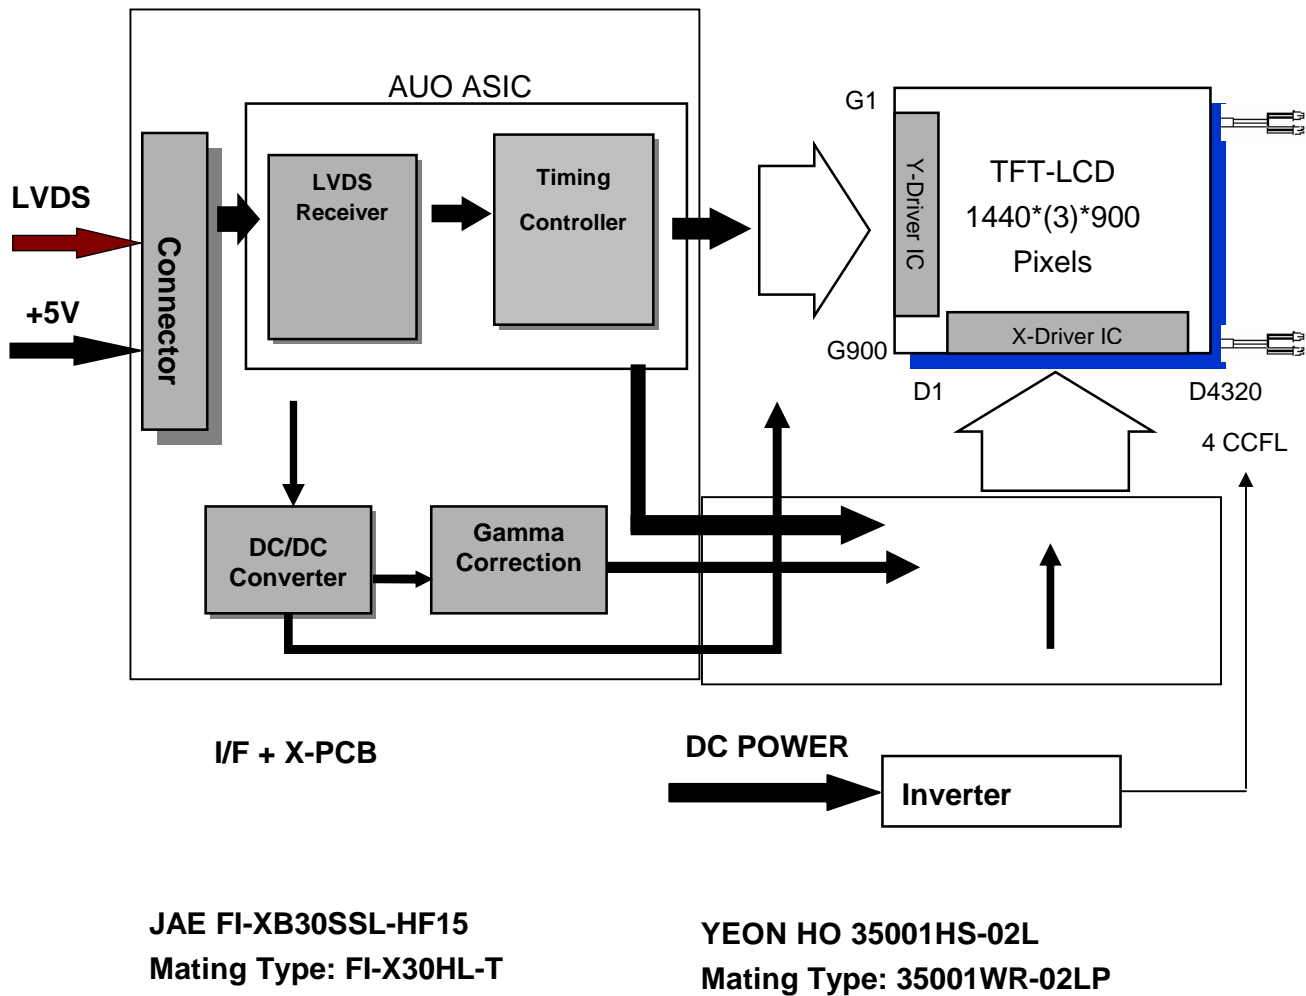 AUO ASIC
LVDS
+5V
Connector
LVDS
Receiver
Timing
Controller
G1
Y-Driver IC
TFT-LCD
1440*(3)*900
Pixels
X-Driver IC
G900
D1
D4320
4 CCFL
DC/DC
Converter
Gamma
Correction
I/F + X-PCB
DC POWER
Inverter
JAE FI-XB30SSL-HF15
Mating Type: FI-X30HL-T
YEON HO 35001HS-02L
Mating Type: 35001WR-02LP